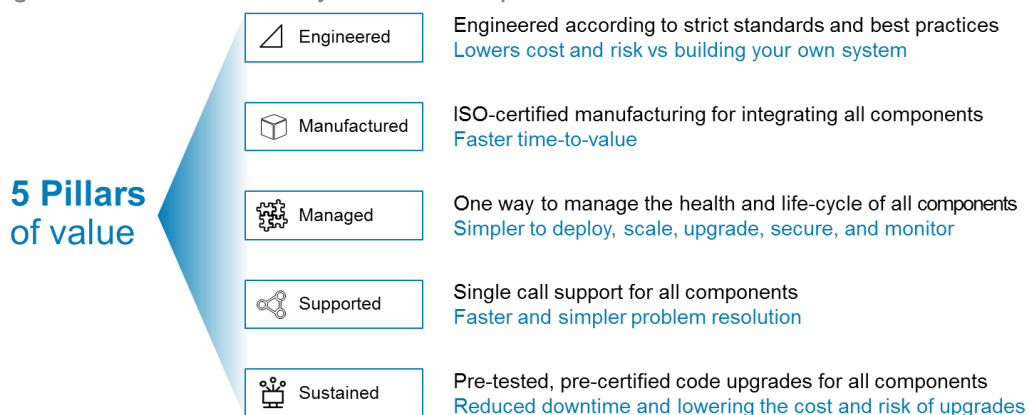 5 Pillars
of value
Engineered
Engineered according to strict standards and best practices
Lowers cost and risk vs building your own system
Manufactured
ISO-certified manufacturing for integrating all components
Faster time-to-value
Managed
One way to manage the health and life-cycle of all components
Simpler to deploy, scale, upgrade, secure, and monitor
Supported
Single call support for all components
Faster and simpler problem resolution
Sustained
Pre-tested, pre-certified code upgrades for all components
Reduced downtime and lowering the cost and risk of upgrades